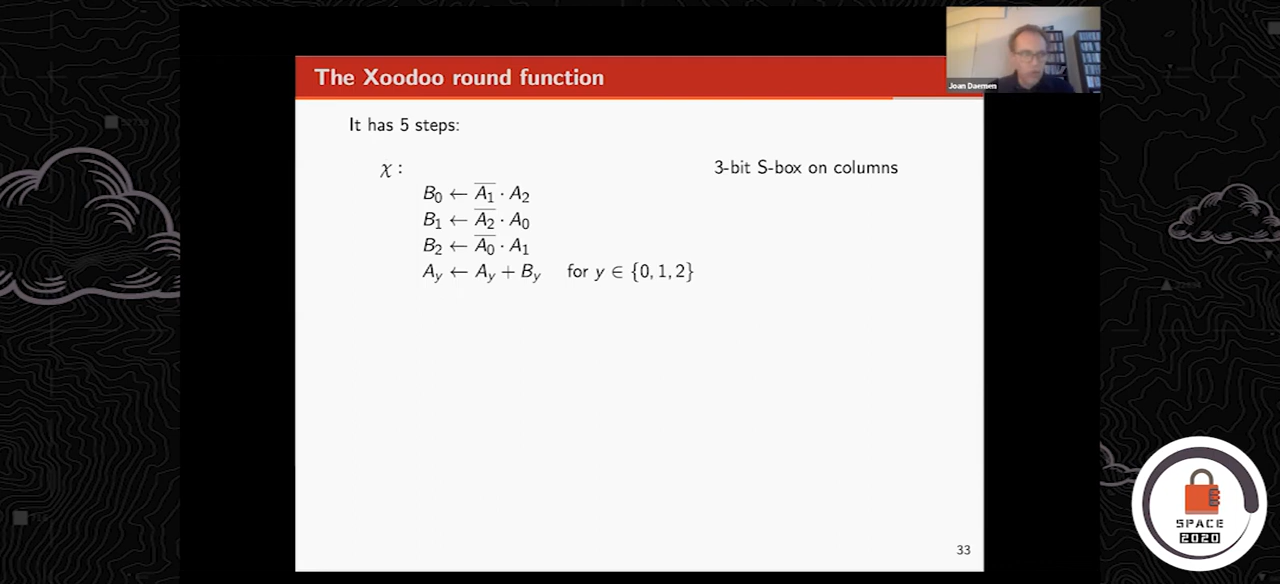 The Xoodoo round function
Joan Daemen
It has 5 steps:
χ : 3-bit S-box on columns
B₀ ← A̅₁ · A₂
B₁ ← A̅₂ · A₀
B₂ ← A̅₀ · A₁
Aᵧ ← Aᵧ + Bᵧ for y ∈ {0, 1, 2}
33
SPACE
2020